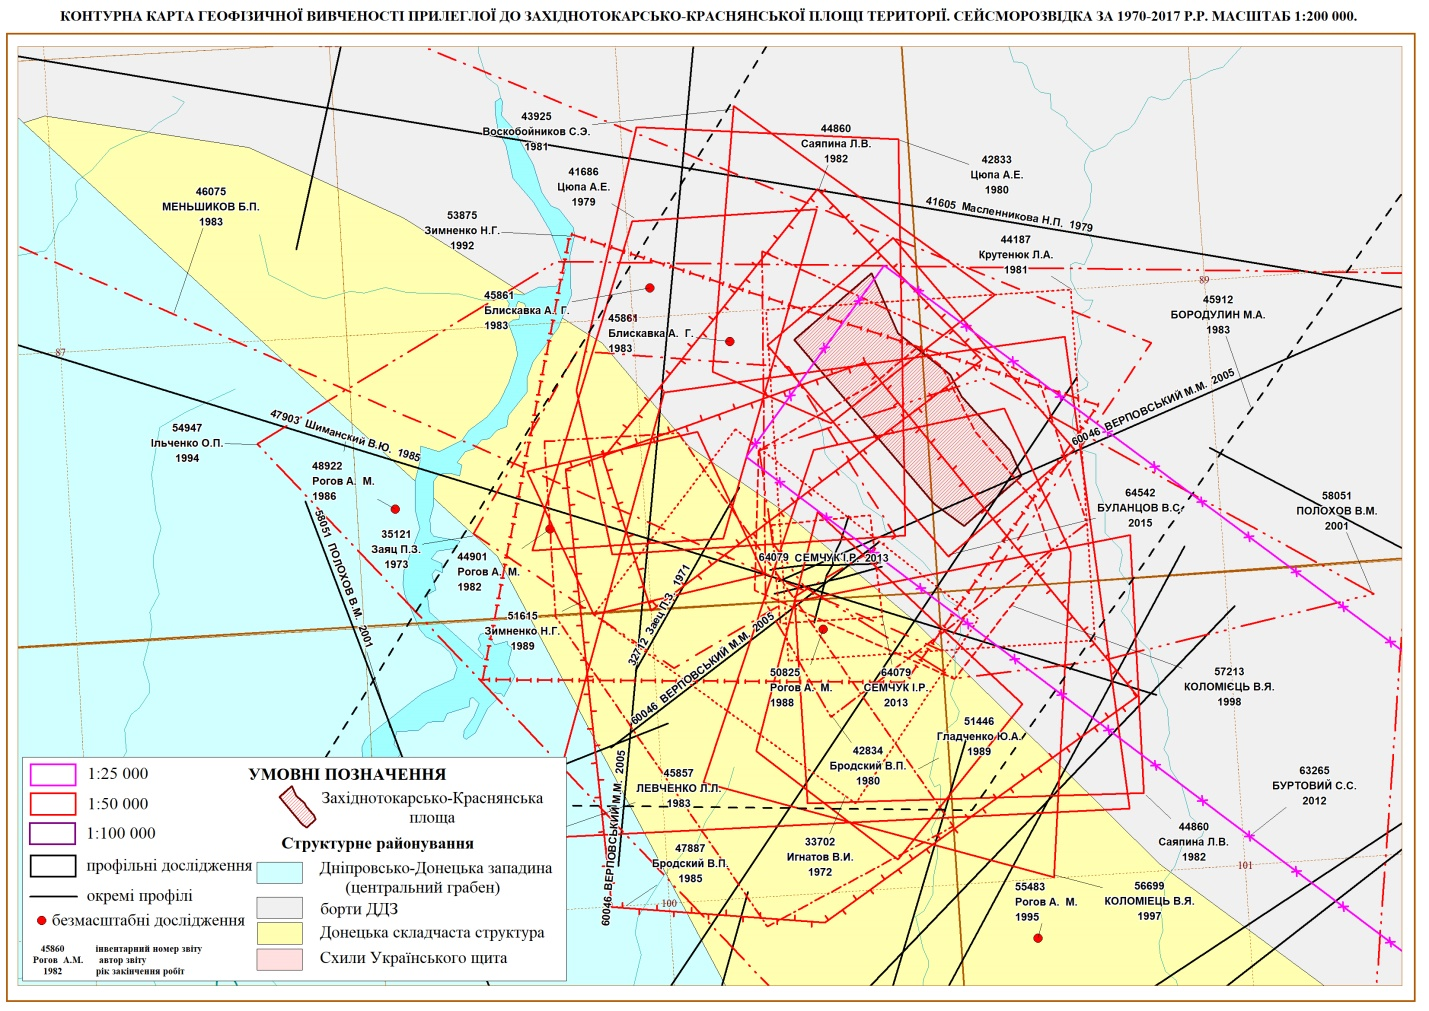 КОНТУРНА КАРТА ГЕОФІЗИЧНОЇ ВИВЧЕНОСТІ ПРИЛЕГЛОЇ ДО ЗАХІДНОТОКАРСЬКО-КРАСНЯНСЬКОЇ ПЛОЩІ ТЕРИТОРІЇ. СЕЙСМОРОЗВІДКА ЗА 1970-2017 Р.Р. МАСШТАБ 1:200 000.
43925
Воскобойников С.Э.
1981
44860
Саяпина Л.В.
1982
42833
Цюпа А.Е.
1980
41686
Цюпа А.Е.
1979
46075
МЕНЬШИКОВ Б.П.
1983
53875
Зимненко Н.Г.
1992
41605 Масленникова Н.П. 1979
44187
Крутенюк Л.А.
1981
89
45861
Блискавка А. Г.
1983
45861
Блискавка А. Г.
1983
45912
БОРОДУЛИН М.А.
1983
87
60046 ВЕРПОВСЬКИЙ М.М. 2005
47903 Шиманский В.Ю. 1985
54947
Ільченко О.П.
1994
48922
Рогов А. М.
1986
64542
БУЛАНЦОВ В.С.
2015
58051
ПОЛОХОВ В.М.
2001
58051 ПОЛОХОВ В.М. 2001
35121
Заяц П.З.
1973
44901
Рогов А. М.
1982
64079 СЕМЧУК І.Р. 2013
32712 Заец П.З. 1971
51615
Зимненко Н.Г.
1989
60046 ВЕРПОВСЬКИЙ М.М. 2005
50825
Рогов А. М.
1988
64079
СЕМЧУК І.Р.
2013
57213
КОЛОМІЄЦЬ В.Я.
1998
51446
Гладченко Ю.А.
1989
42834
Бродский В.П.
1980
45857
ЛЕВЧЕНКО Л.Л.
1983
63265
БУРТОВИЙ С.С.
2012
60046 ВЕРПОВСЬКИЙ М.М. 2005
47887
Бродский В.П.
1985
33702
Игнатов В.И.
1972
44860
Саяпина Л.В.
1982
101
55483
Рогов А. М.
1995
56699
КОЛОМІЕЦЬ В.Я.
1997
100
УМОВНІ ПОЗНАЧЕННЯ
1:25 000
1:50 000
1:100 000
профільні дослідження
окремі профілі
безмасштабні дослідження
45860 інвентарний номер звіту
Рогов А.М. автор звіту
1982 рік закінчення робіт
Західнотокарсько-Краснянська
площа
Структурне районування
Дніпровсько-Донецька западина
(центральний грабен)
борти ДДЗ
Донецька складчаста структура
Схили Українського щита